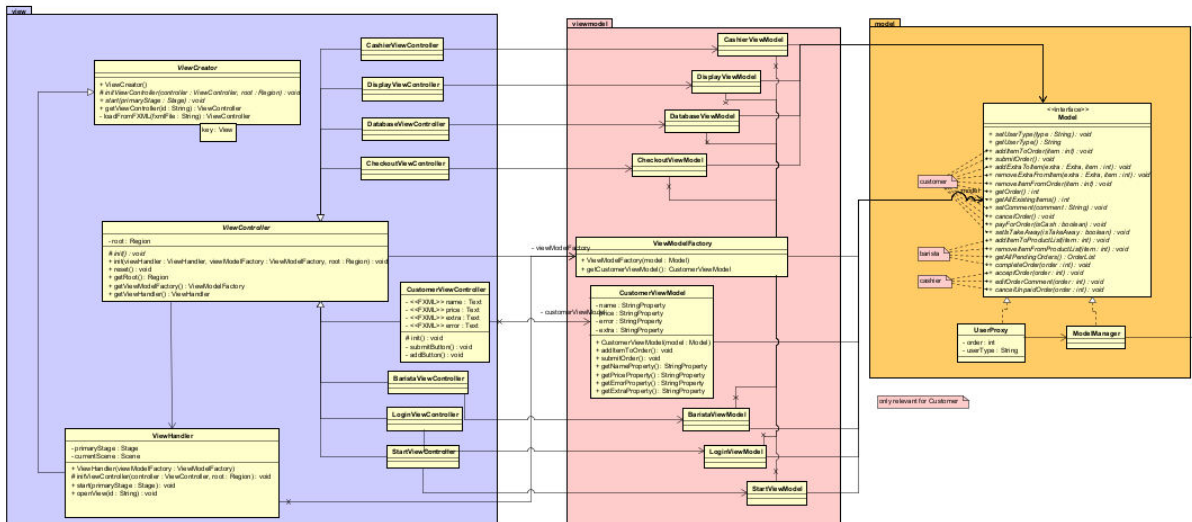 view
ViewCreator
+ ViewCreator()
# initViewController(controller : ViewController, root : Region) : void
+ start(primaryStage : Stage) : void
+ getViewController(id : String) : ViewController
- loadFromFXML(fxmlFile : String) : ViewController
key : View
CashierViewController
DisplayViewController
DatabaseViewController
CheckoutViewController
ViewController
- root : Region
# init() : void
+ init(viewHandler : ViewHandler, viewModelFactory : ViewModelFactory, root : Region) : void
+ reset() : void
+ getRoot() : Region
+ getViewModelFactory() : ViewModelFactory
+ getViewHandler() : ViewHandler
CustomerViewController
- <<FXML>> name : Text
- <<FXML>> price : Text
- <<FXML>> extra : Text
- <<FXML>> error : Text
# init() : void
- submitButton() : void
- addButton() : void
BaristaViewController
LoginViewController
StartViewController
ViewHandler
- primaryStage : Stage
- currentScene : Scene
+ ViewHandler(viewModelFactory : ViewModelFactory)
# initViewController(controller : ViewController, root : Region) : void
+ start(primaryStage : Stage) : void
+ openView(id : String) : void
- viewModelFactory
- customerViewModel
viewmodel
CashierViewModel
DisplayViewModel
DatabaseViewModel
CheckoutViewModel
ViewModelFactory
+ ViewModelFactory(model : Model)
+ getCustomerViewModel() : CustomerViewModel
CustomerViewModel
- name : StringProperty
- price : StringProperty
- error : StringProperty
- extra : StringProperty
+ CustomerViewModel(model : Model)
+ addItemToOrder() : void
+ submitOrder() : void
+ getNameProperty() : StringProperty
+ getPriceProperty() : StringProperty
+ getErrorProperty() : StringProperty
+ getExtraProperty() : StringProperty
BaristaViewModel
LoginViewModel
StartViewModel
model
<<interface>>
Model
+ setUserType(type : String) : void
+ getUserType() : String
+ addItemToOrder(item : int) : void
+ submitOrder() : void
+ addExtraToItem(extra : Extra, item : int) : void
+ removeExtraFromItem(extra : Extra, item : int) : void
+ removeItemFromOrder(item : int) : void
+ getOrder() : int
+ getAllExistingItems() : int
+ setComment(comment : String) : void
+ cancelOrder() : void
+ payForOrder(isCash : boolean) : void
+ setIsTakeAway(isTakeAway : boolean) : void
+ addItemToProductList(item : int) : void
+ removeItemFromProductList(item : int) : void
+ getAllPendingOrders() : OrderList
+ completeOrder(order : int) : void
+ acceptOrder(order : int) : void
+ editOrderComment(order : int) : void
+ cancelUnpaidOrder(order : int) : void
customer
model
barista
cashier
UserProxy
- order : int
- userType : String
ModelManager
only relevant for Customer